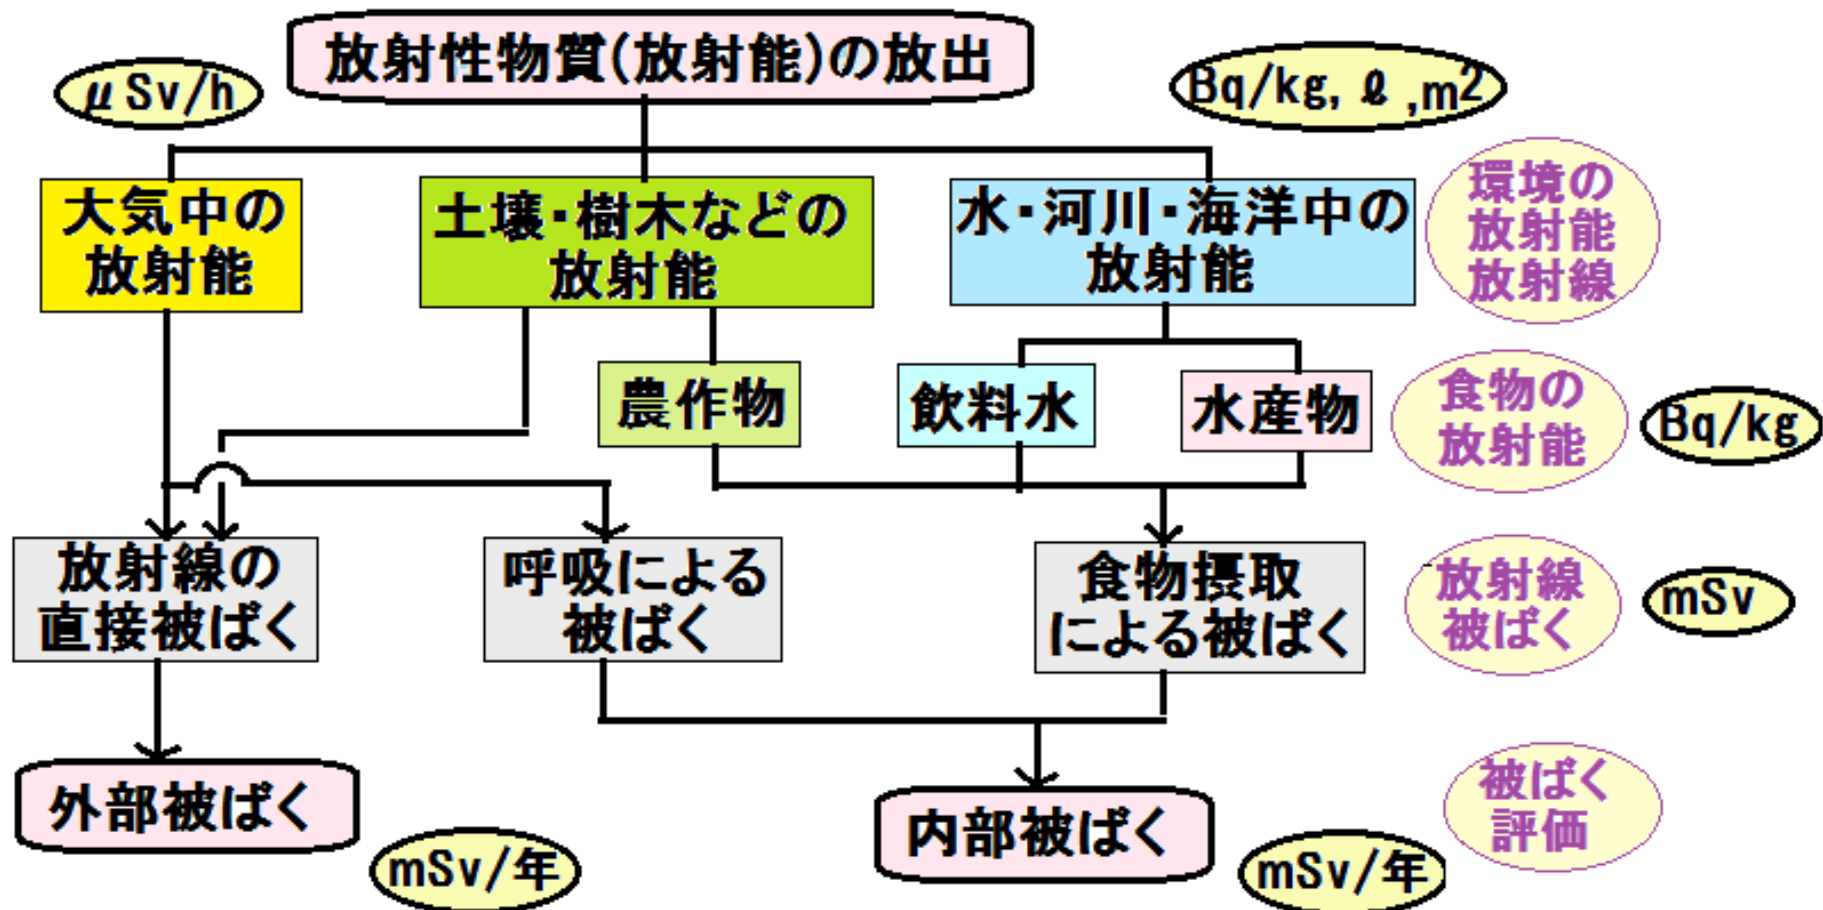 放射性物質(放射能)の放出
μSv/h
Bq/kg, ℓ ,m2
大気中の
放射能
土壌・樹木などの
放射能
水・河川・海洋中の
放射能
環境の
放射能
放射線
農作物
飲料水
水産物
食物の
放射能
Bq/kg
放射線の
直接被ばく
呼吸による
被ばく
食物摂取
による被ばく
放射線
被ばく
mSv
外部被ばく
mSv/年
内部被ばく
mSv/年
被ばく
評価